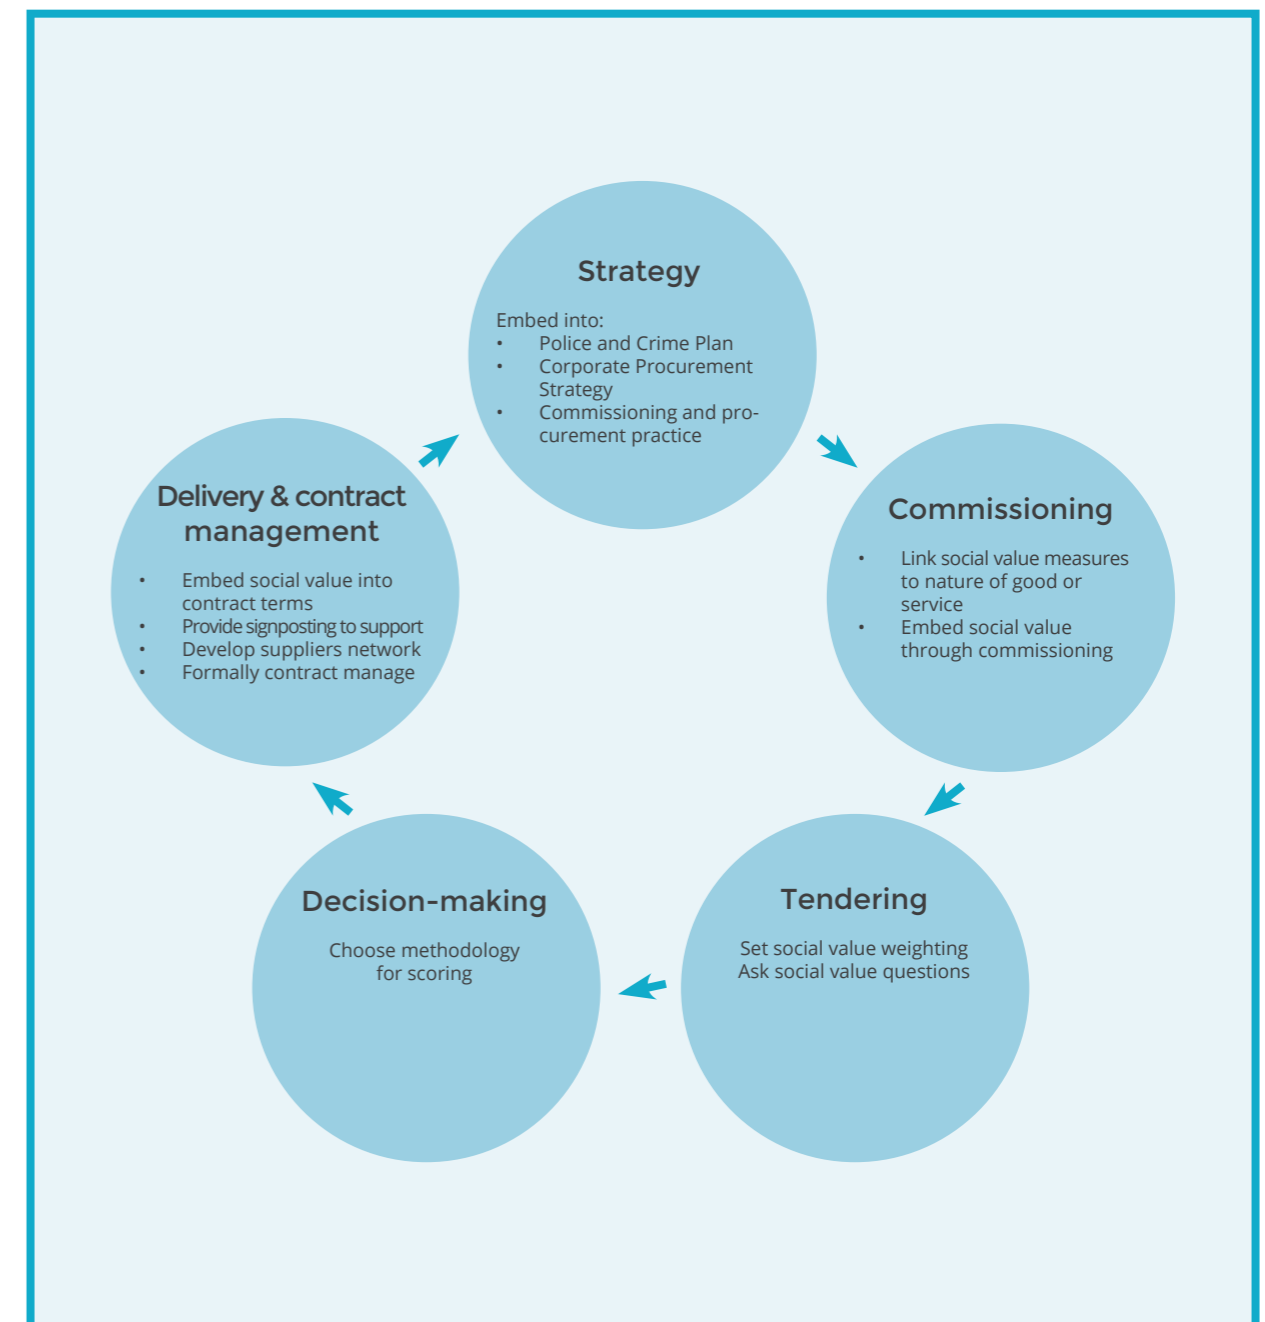 Strategy
Embed into:
• Police and Crime Plan
• Corporate Procurement
Strategy
• Commissioning and pro-
curement practice
Commissioning
• Link social value measures
to nature of good or
service
• Embed social value
through commissioning
Tendering
Set social value weighting
Ask social value questions
Decision-making
Choose methodology
for scoring
Delivery & contract
management
• Embed social value into
contract terms
• Provide signposting to support
• Develop suppliers network
• Formally contract manage